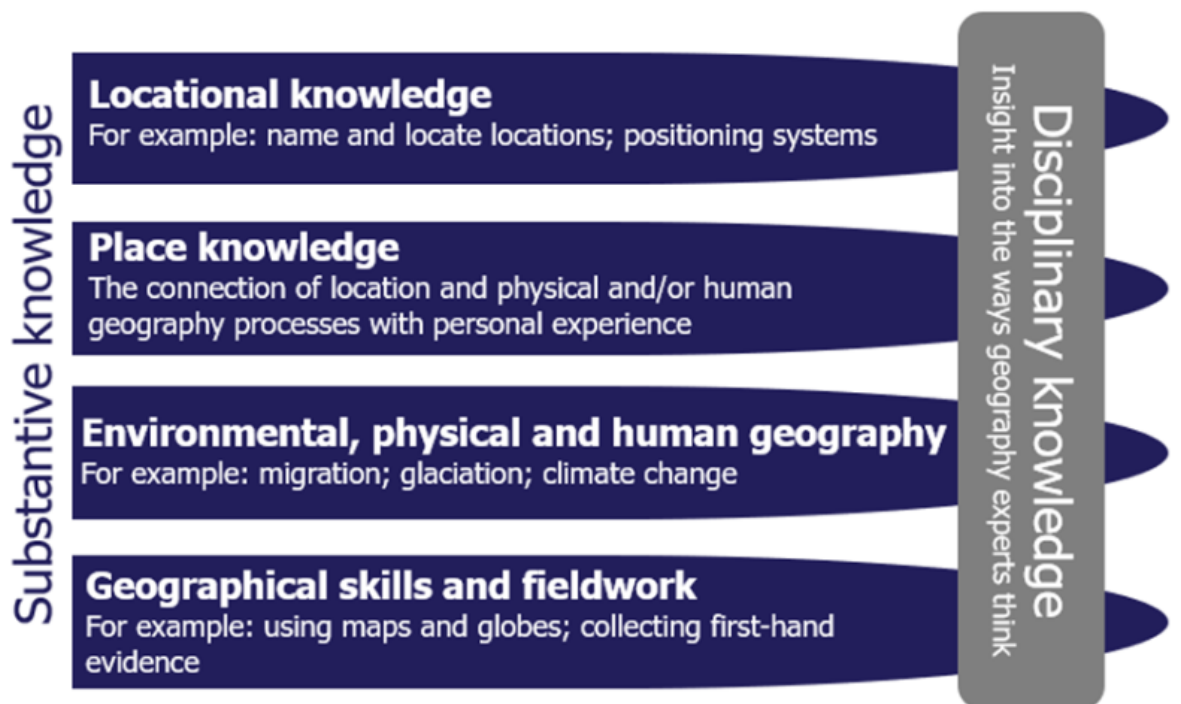 Substantive knowledge
Locational knowledge
For example: name and locate locations; positioning systems
Place knowledge
The connection of location and physical and/or human
geography processes with personal experience
Environmental, physical and human geography
For example: migration; glaciation; climate change
Geographical skills and fieldwork
For example: using maps and globes; collecting first-hand
evidence
Disciplinary knowledge
Insight into the ways geography experts think